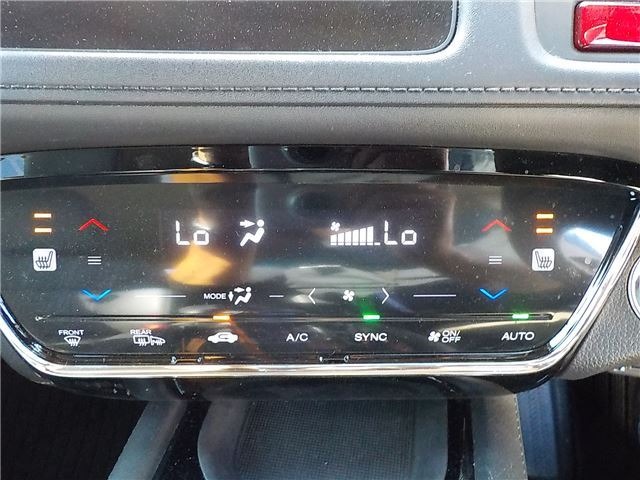 Lo Lo
MODE
FRONT REAR A/C SYNC ON/OFF AUTO